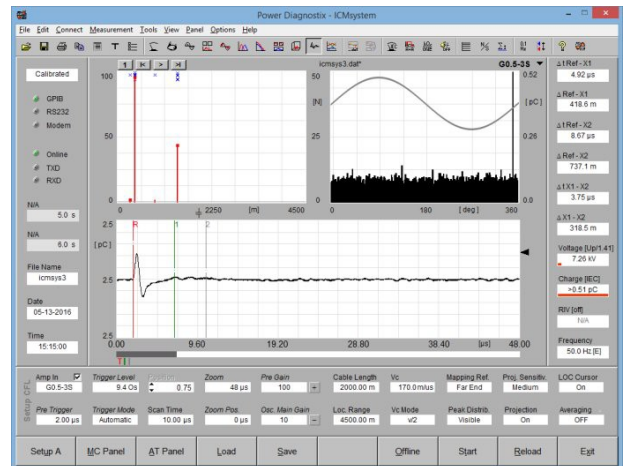 Power Diagnostix - ICMsystem
File Edit Connect Measurement Tools View Pan Options Help
Calibrated
GPIB
RS232
Modem
Online
TXD
RXD
N/A
5.0 s
N/A
6.0 s
File Name
icmsys3
Date
05-13-2016
Time
15:15:00
1 |< > >|
100
50
0
0 2250 [m] 4500
icmsys3.dat* G0.5-3S
50 0.52
[N] [pC]
25 0.26
0 0.0
0 180 [deg] 360
2.5
[pC]
2.5
2.5
R 1 2
0.00 9.60 19.20 28.80 38.40 [µs] 48.00
T
ΔtRef - X1
4.92 µs
ΔRef - X1
418.6 m
ΔtRef - X2
8.67 µs
ΔRef - X2
737.1 m
ΔtX1 - X2
3.75 µs
ΔX1 - X2
318.5 m
Voltage [Up/1.41]
7.26 kV
Charge [IEC]
>0.51 pC
RIV [off]
N/A
Frequency
50.0 Hz [E]
Setup CFL
Amp In Trigger Level Position Zoom Pre Gain Cable Length Vc Mapping Ref. Proj. Sensitiv. LOC Cursor
G0.5-3S 9.4 Os 0.75 48 µs 100 + 2000.00 m 170.0m/us Far End Medium On
Pre Trigger Trigger Mode Scan Time Zoom Pos. Osc. Main Gain Loc. Range Vc Mode Peak Distrib. Projection Averaging
2.00 µs Automatic 10.00 µs 0 µs 10 – 4500.00 m v/2 Visible On OFF
Setup A MC Panel AT Panel Load Save Offline Start Reload Exit